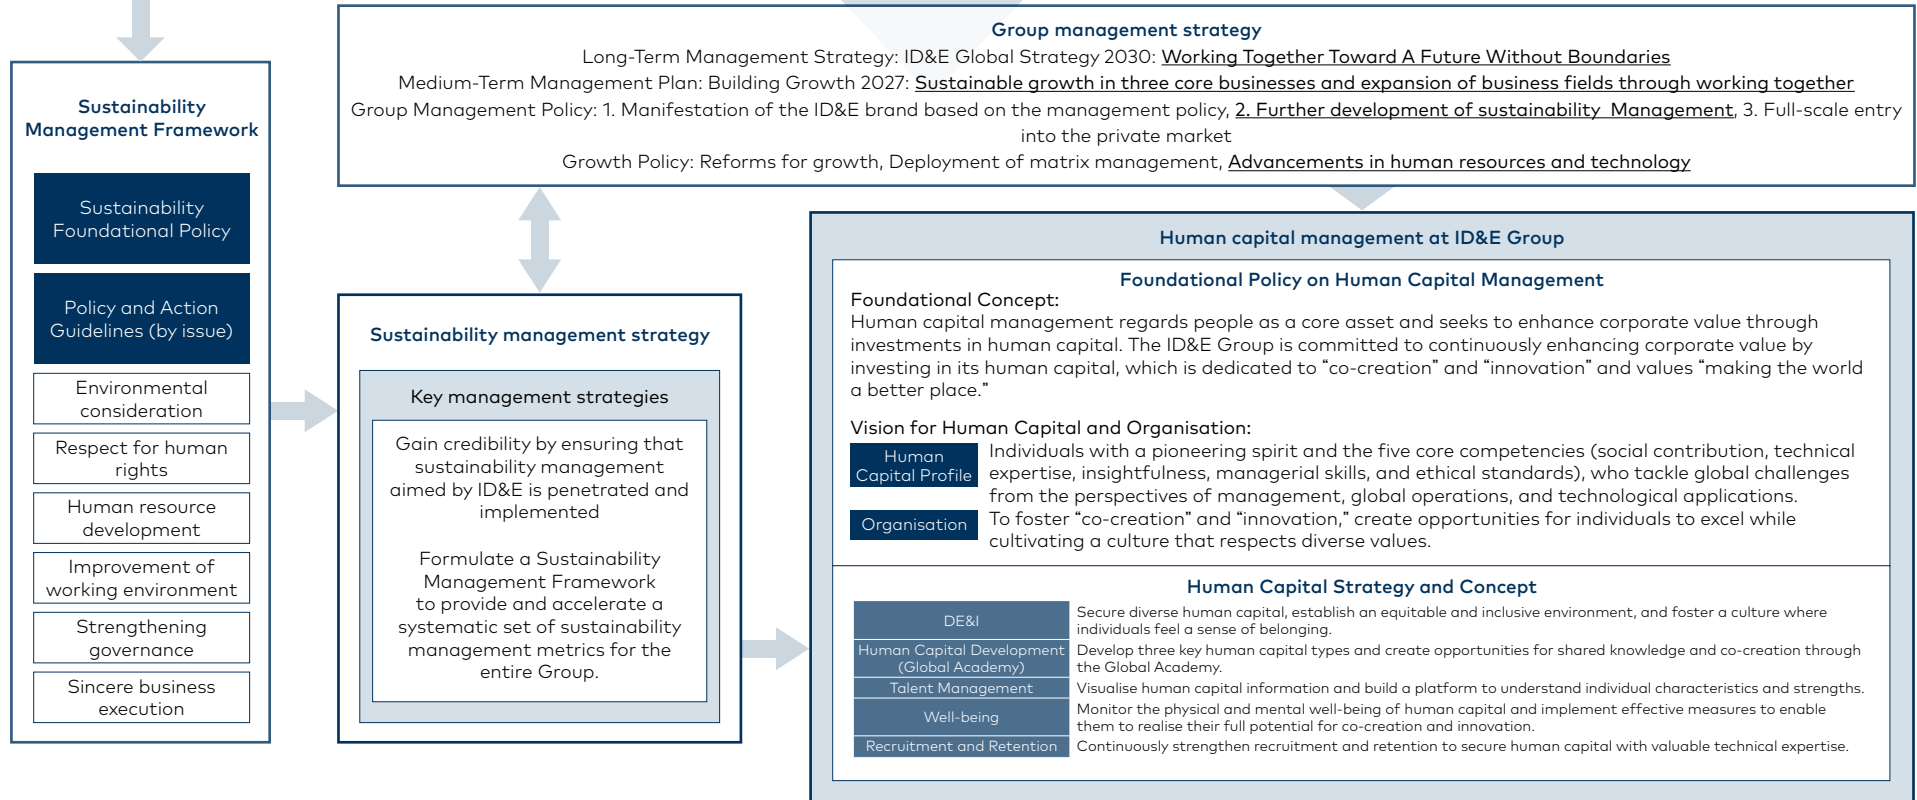 Group management strategy
Long-Term Management Strategy: ID&E Global Strategy 2030: Working Together Toward A Future Without Boundaries
Medium-Term Management Plan: Building Growth 2027: Sustainable growth in three core businesses and expansion of business fields through working together
Group Management Policy: 1. Manifestation of the ID&E brand based on the management policy, 2. Further development of sustainability Management, 3. Full-scale entry
into the private market
Growth Policy: Reforms for growth, Deployment of matrix management, Advancements in human resources and technology
Sustainability
Management Framework
Sustainability
Foundational Policy
Policy and Action
Guidelines (by issue)
Environmental
consideration
Respect for human
rights
Human resource
development
Improvement of
working environment
Strengthening
governance
Sincere business
execution
Sustainability management strategy
Key management strategies
Gain credibility by ensuring that
sustainability management
aimed by ID&E is penetrated and
implemented
Formulate a Sustainability
Management Framework
to provide and accelerate a
systematic set of sustainability
management metrics for the
entire Group.
Human capital management at ID&E Group
Foundational Policy on Human Capital Management
Foundational Concept:
Human capital management regards people as a core asset and seeks to enhance corporate value through
investments in human capital. The ID&E Group is committed to continuously enhancing corporate value by
investing in its human capital, which is dedicated to “co-creation” and “innovation” and values “making the world
a better place.”
Vision for Human Capital and Organisation:
Human
Capital Profile
Individuals with a pioneering spirit and the five core competencies (social contribution, technical
expertise, insightfulness, managerial skills, and ethical standards), who tackle global challenges
from the perspectives of management, global operations, and technological applications.
Organisation
To foster “co-creation” and “innovation,” create opportunities for individuals to excel while
cultivating a culture that respects diverse values.
Human Capital Strategy and Concept
DE&I
Secure diverse human capital, establish an equitable and inclusive environment, and foster a culture where
individuals feel a sense of belonging.
Human Capital Development
(Global Academy)
Develop three key human capital types and create opportunities for shared knowledge and co-creation through
the Global Academy.
Talent Management
Visualise human capital information and build a platform to understand individual characteristics and strengths.
Well-being
Monitor the physical and mental well-being of human capital and implement effective measures to enable
them to realise their full potential for co-creation and innovation.
Recruitment and Retention
Continuously strengthen recruitment and retention to secure human capital with valuable technical expertise.